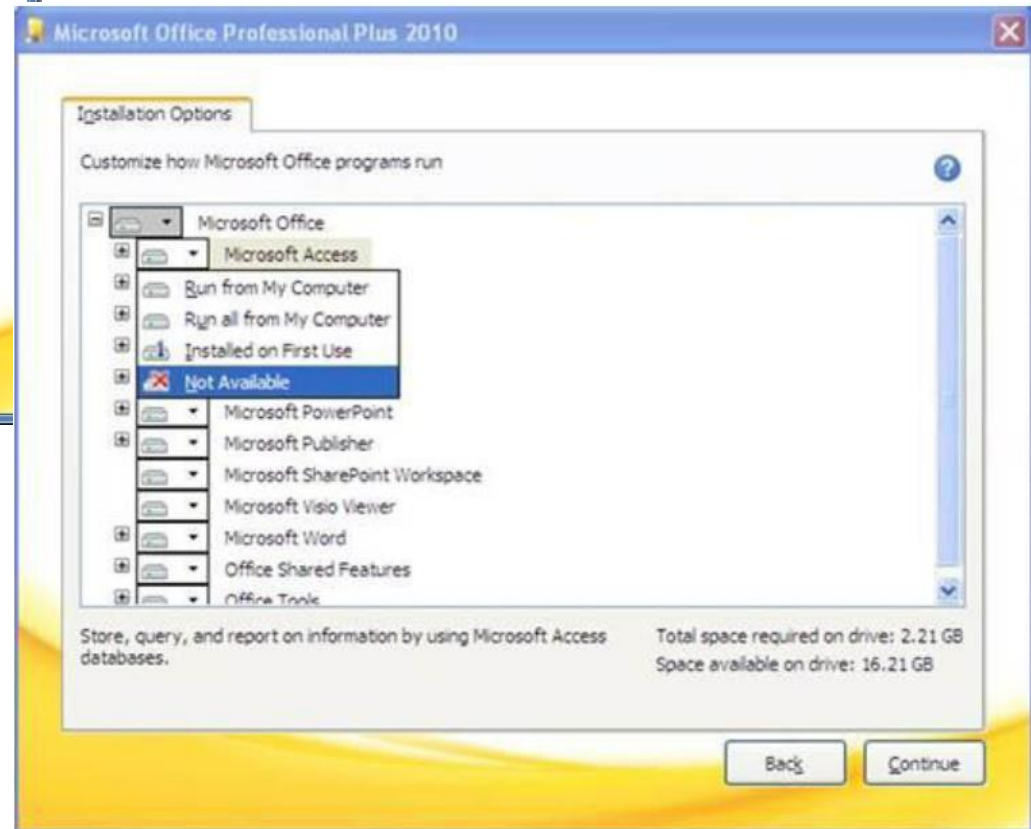 Microsoft Office Professional Plus 2010
Installation Options
Customize how Microsoft Office programs run
Microsoft Office
Microsoft Access
Run from My Computer
Run all from My Computer
Installed on First Use
Not Available
Microsoft PowerPoint
Microsoft Publisher
Microsoft SharePoint Workspace
Microsoft Visio Viewer
Microsoft Word
Office Shared Features
Office Tools
Store, query, and report on information by using Microsoft Access
databases.
Total space required on drive: 2.21 GB
Space available on drive: 16.21 GB
Back
Continue